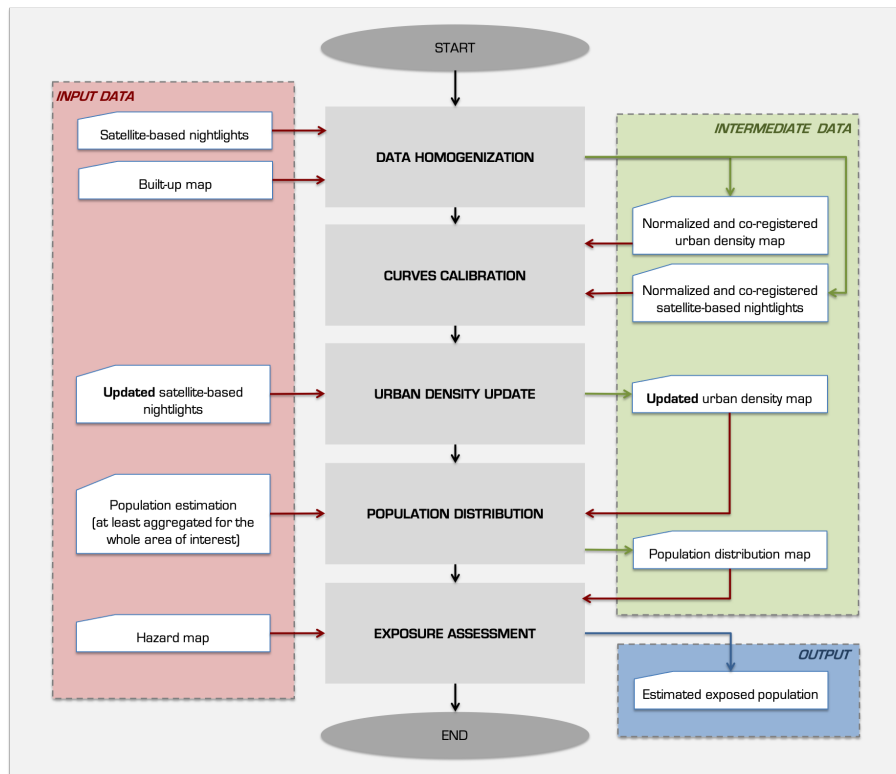 START
INPUT DATA
Satellite-based nightlights
Built-up map
DATA HOMOGENIZATION
INTERMEDIATE DATA
Normalized and co-registered
urban density map
CURVES CALIBRATION
Normalized and co-registered
satellite-based nightlights
Updated satellite-based
nightlights
URBAN DENSITY UPDATE
Updated urban density map
Population estimation
(at least aggregated for the
whole area of interest)
POPULATION DISTRIBUTION
Population distribution map
Hazard map
EXPOSURE ASSESSMENT
OUTPUT
Estimated exposed population
END